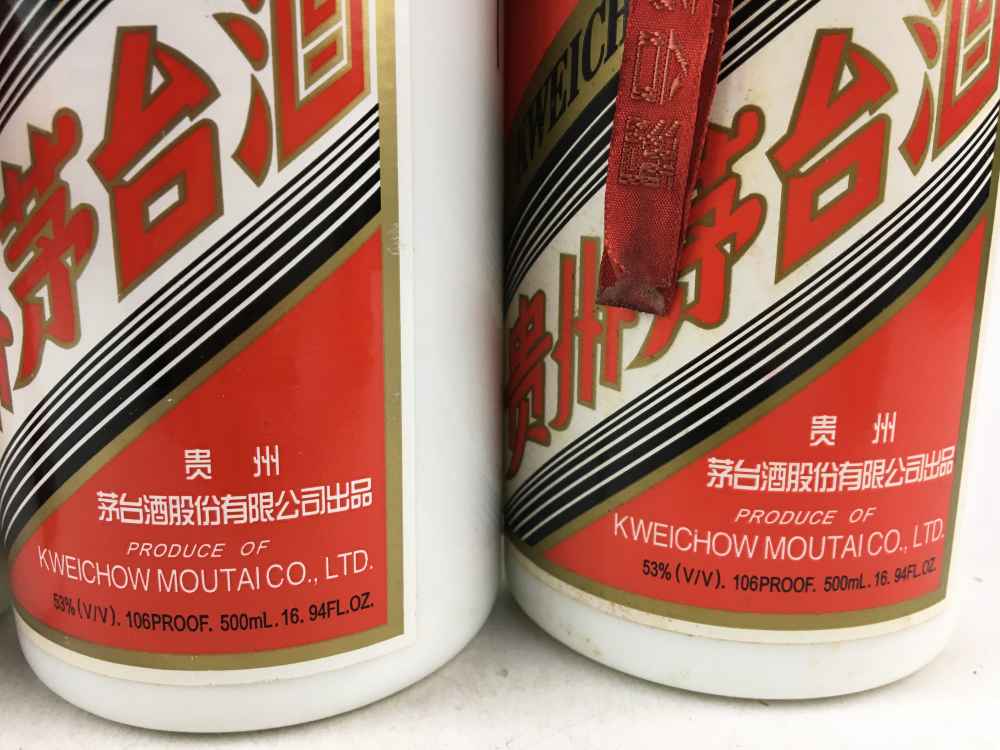 茅台酒
贵州
茅台酒股份有限公司出品
PRODUCE OF
KWEICHOW MOUTAI CO., LTD.
53% (V/V). 106PROOF. 500mL. 16. 94FL.OZ.
KWEICH
贵州茅台酒
贵州
茅台酒股份有限公司出品
PRODUCE OF
KWEICHOW MOUTAI CO., LTD.
53% (V/V). 106PROOF. 500mL. 16. 94FL.OZ.